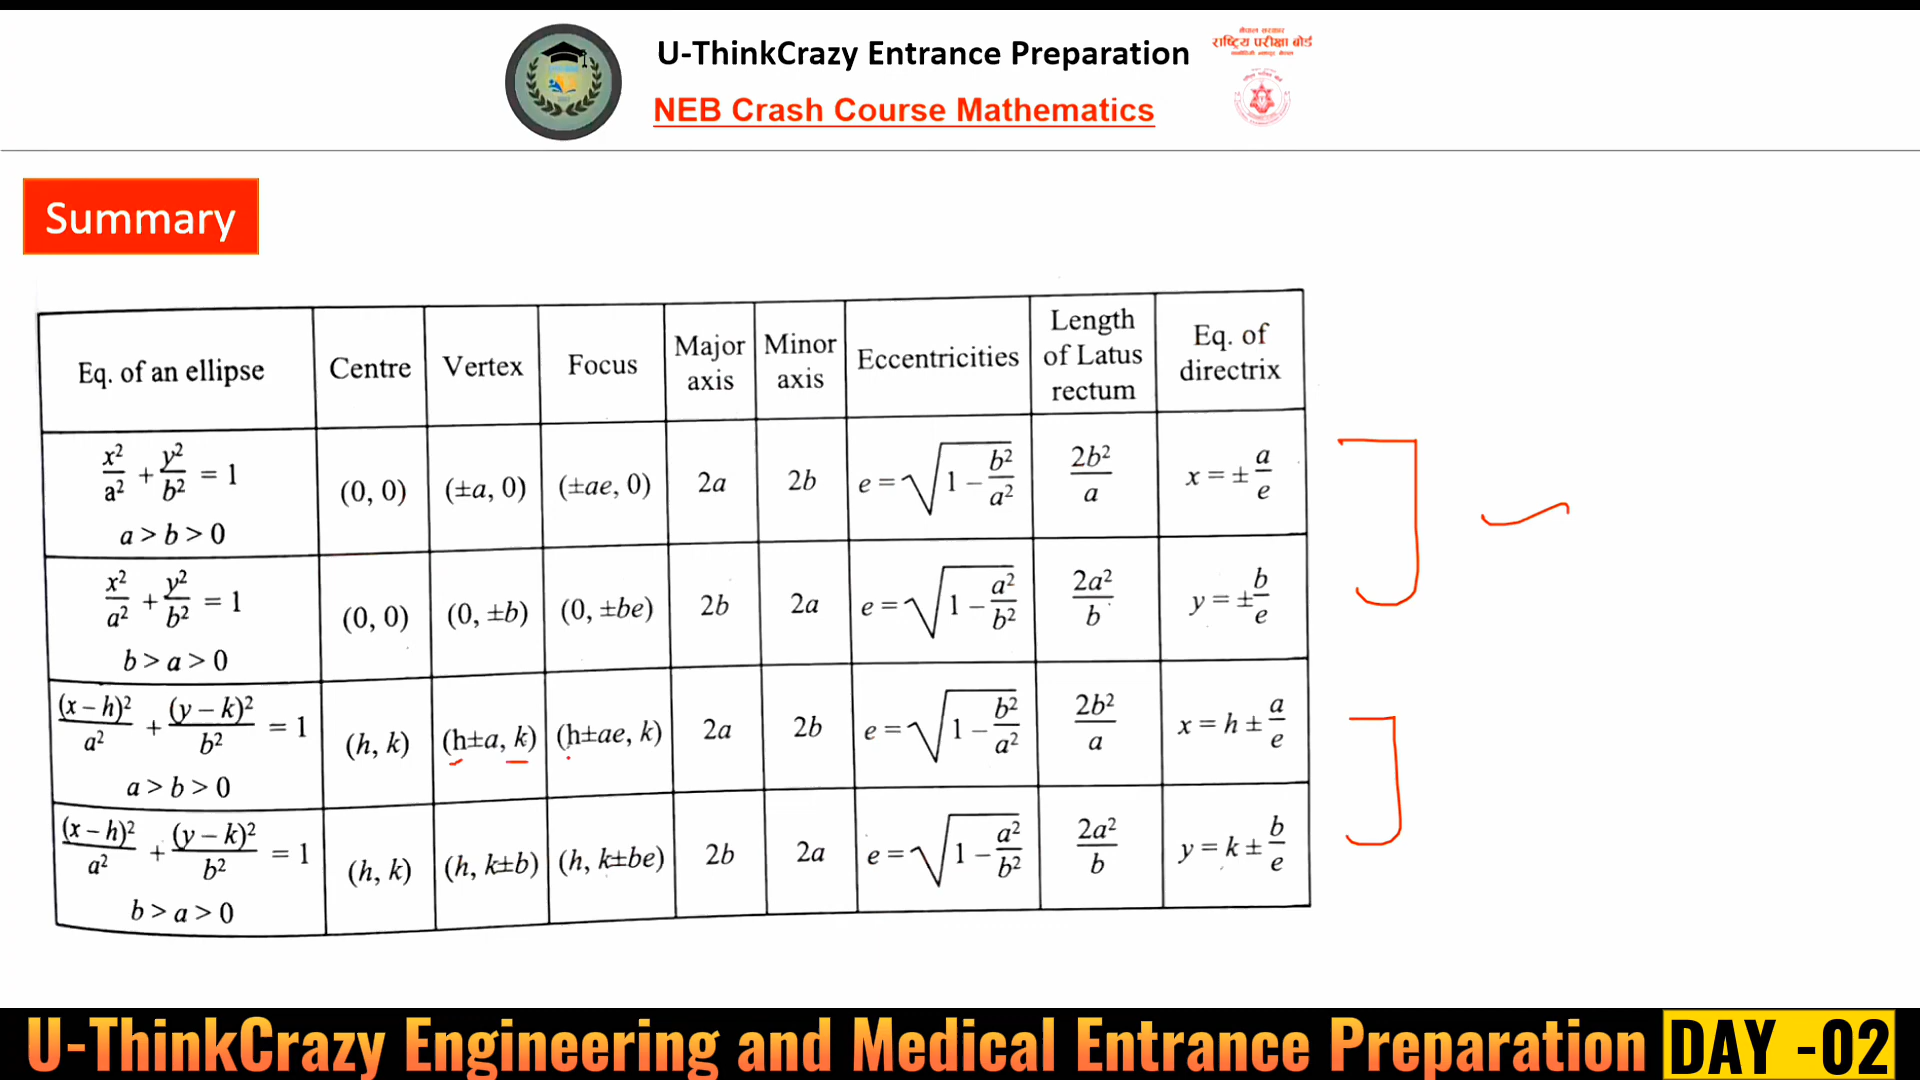 U-ThinkCrazy Entrance Preparation
नेपाल सरकार
राष्ट्रिय परीक्षा बोर्ड
NEB Crash Course Mathematics
Summary
Eq. of an ellipse | Centre | Vertex | Focus | Major axis | Minor axis | Eccentricities | Length of Latus rectum | Eq. of directrix
x²/a² + y²/b² = 1 a > b > 0 | (0, 0) | (±a, 0) | (±ae, 0) | 2a | 2b | e = √(1 − b²/a²) | 2b²/a | x = ± a/e
x²/a² + y²/b² = 1 b > a > 0 | (0, 0) | (0, ±b) | (0, ±be) | 2b | 2a | e = √(1 − a²/b²) | 2a²/b | y = ± b/e
(x − h)²/a² + (y − k)²/b² = 1 a > b > 0 | (h, k) | (h±a, k) | (h±ae, k) | 2a | 2b | e = √(1 − b²/a²) | 2b²/a | x = h ± a/e
(x − h)²/a² + (y − k)²/b² = 1 b > a > 0 | (h, k) | (h, k±b) | (h, k±be) | 2b | 2a | e = √(1 − a²/b²) | 2a²/b | y = k ± b/e
U-ThinkCrazy Engineering and Medical Entrance Preparation DAY -02